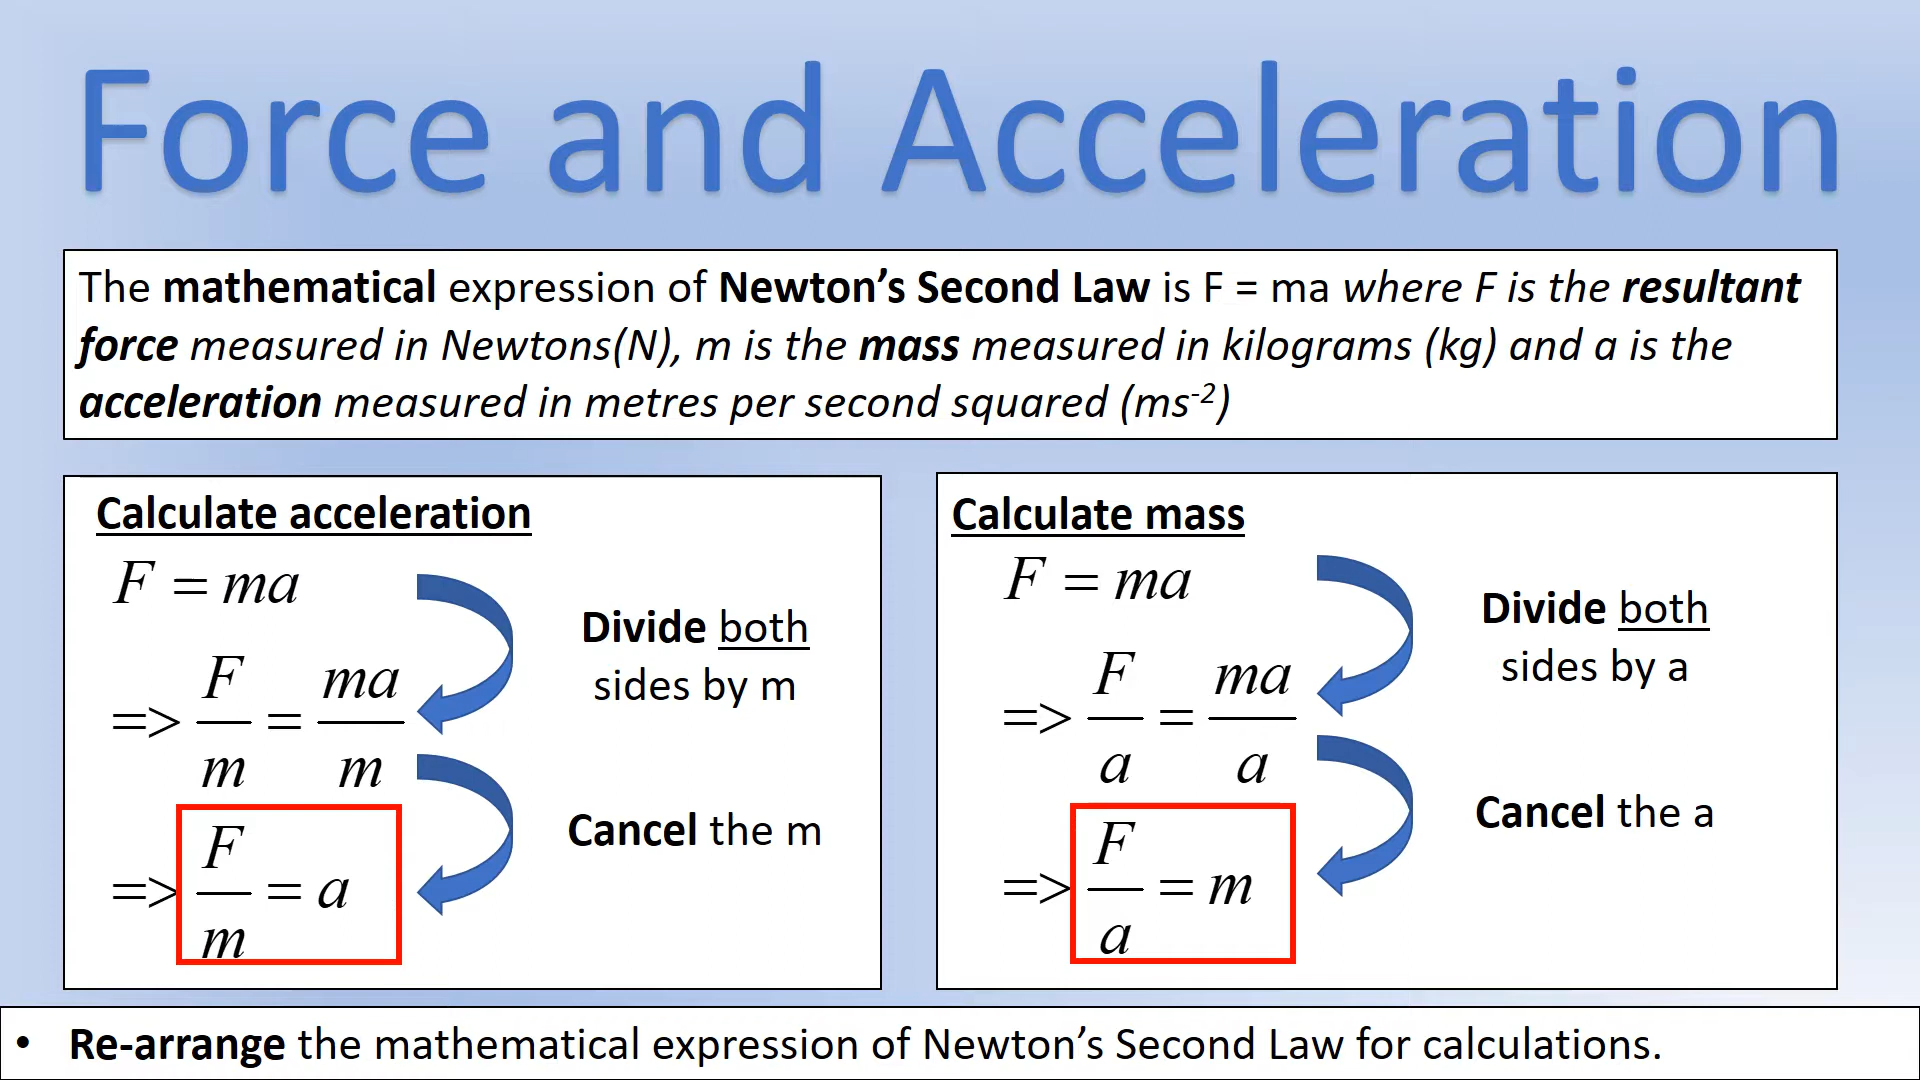 Force and Acceleration
The mathematical expression of Newton’s Second Law is F = ma where F is the resultant
force measured in Newtons(N), m is the mass measured in kilograms (kg) and a is the
acceleration measured in metres per second squared (ms⁻²)
Calculate acceleration
F = ma
Divide both
sides by m
=> F/m = ma/m
Cancel the m
=> F/m = a
Calculate mass
F = ma
Divide both
sides by a
=> F/a = ma/a
Cancel the a
=> F/a = m
• Re-arrange the mathematical expression of Newton’s Second Law for calculations.